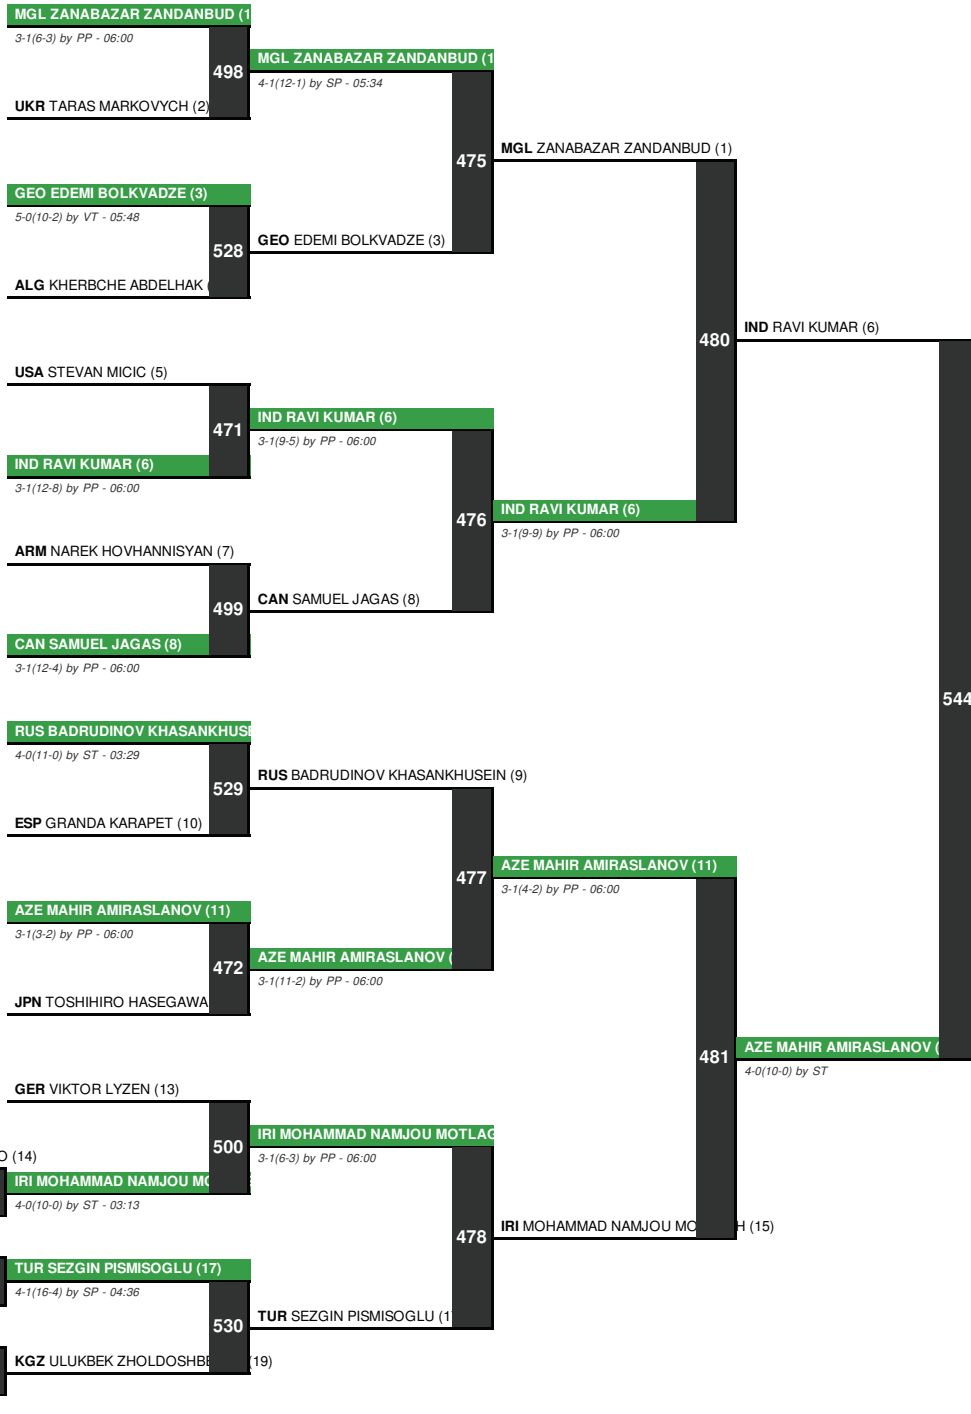 MGL ZANABAZAR ZANDANBUD (1
3-1(6-3) by PP - 06:00
498
UKR TARAS MARKOVYCH (2)
MGL ZANABAZAR ZANDANBUD (1
4-1(12-1) by SP - 05:34
475
MGL ZANABAZAR ZANDANBUD (1)
GEO EDEMI BOLKVADZE (3)
5-0(10-2) by VT - 05:48
528
GEO EDEMI BOLKVADZE (3)
ALG KHERBCHE ABDELHAK (
480
IND RAVI KUMAR (6)
USA STEVAN MICIC (5)
471
IND RAVI KUMAR (6)
3-1(9-5) by PP - 06:00
IND RAVI KUMAR (6)
3-1(12-8) by PP - 06:00
476
IND RAVI KUMAR (6)
3-1(9-9) by PP - 06:00
ARM NAREK HOVHANNISYAN (7)
499
CAN SAMUEL JAGAS (8)
CAN SAMUEL JAGAS (8)
3-1(12-4) by PP - 06:00
544
RUS BADRUDINOV KHASANKHUSE
4-0(11-0) by ST - 03:29
529
RUS BADRUDINOV KHASANKHUSEIN (9)
ESP GRANDA KARAPET (10)
477
AZE MAHIR AMIRASLANOV (11)
3-1(4-2) by PP - 06:00
AZE MAHIR AMIRASLANOV (11)
3-1(3-2) by PP - 06:00
472
AZE MAHIR AMIRASLANOV (
3-1(11-2) by PP - 06:00
JPN TOSHIHIRO HASEGAWA
481
AZE MAHIR AMIRASLANOV (
4-0(10-0) by ST
GER VIKTOR LYZEN (13)
500
IRI MOHAMMAD NAMJOU MOTLAG
3-1(6-3) by PP - 06:00
O (14)
IRI MOHAMMAD NAMJOU MO
4-0(10-0) by ST - 03:13
478
IRI MOHAMMAD NAMJOU MO H (15)
TUR SEZGIN PISMISOGLU (17)
4-1(16-4) by SP - 04:36
530
TUR SEZGIN PISMISOGLU (1
KGZ ULUKBEK ZHOLDOSHBE (19)